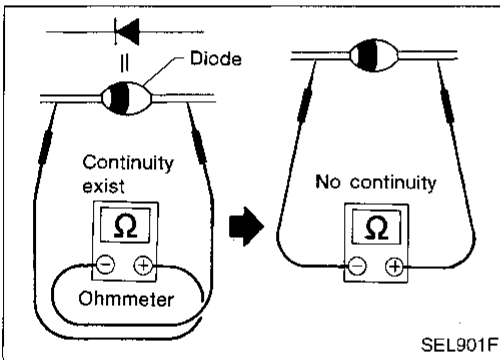 Diode
Continuity
exist
Ω
− +
Ohmmeter
No continuity
Ω
− +
SEL901F